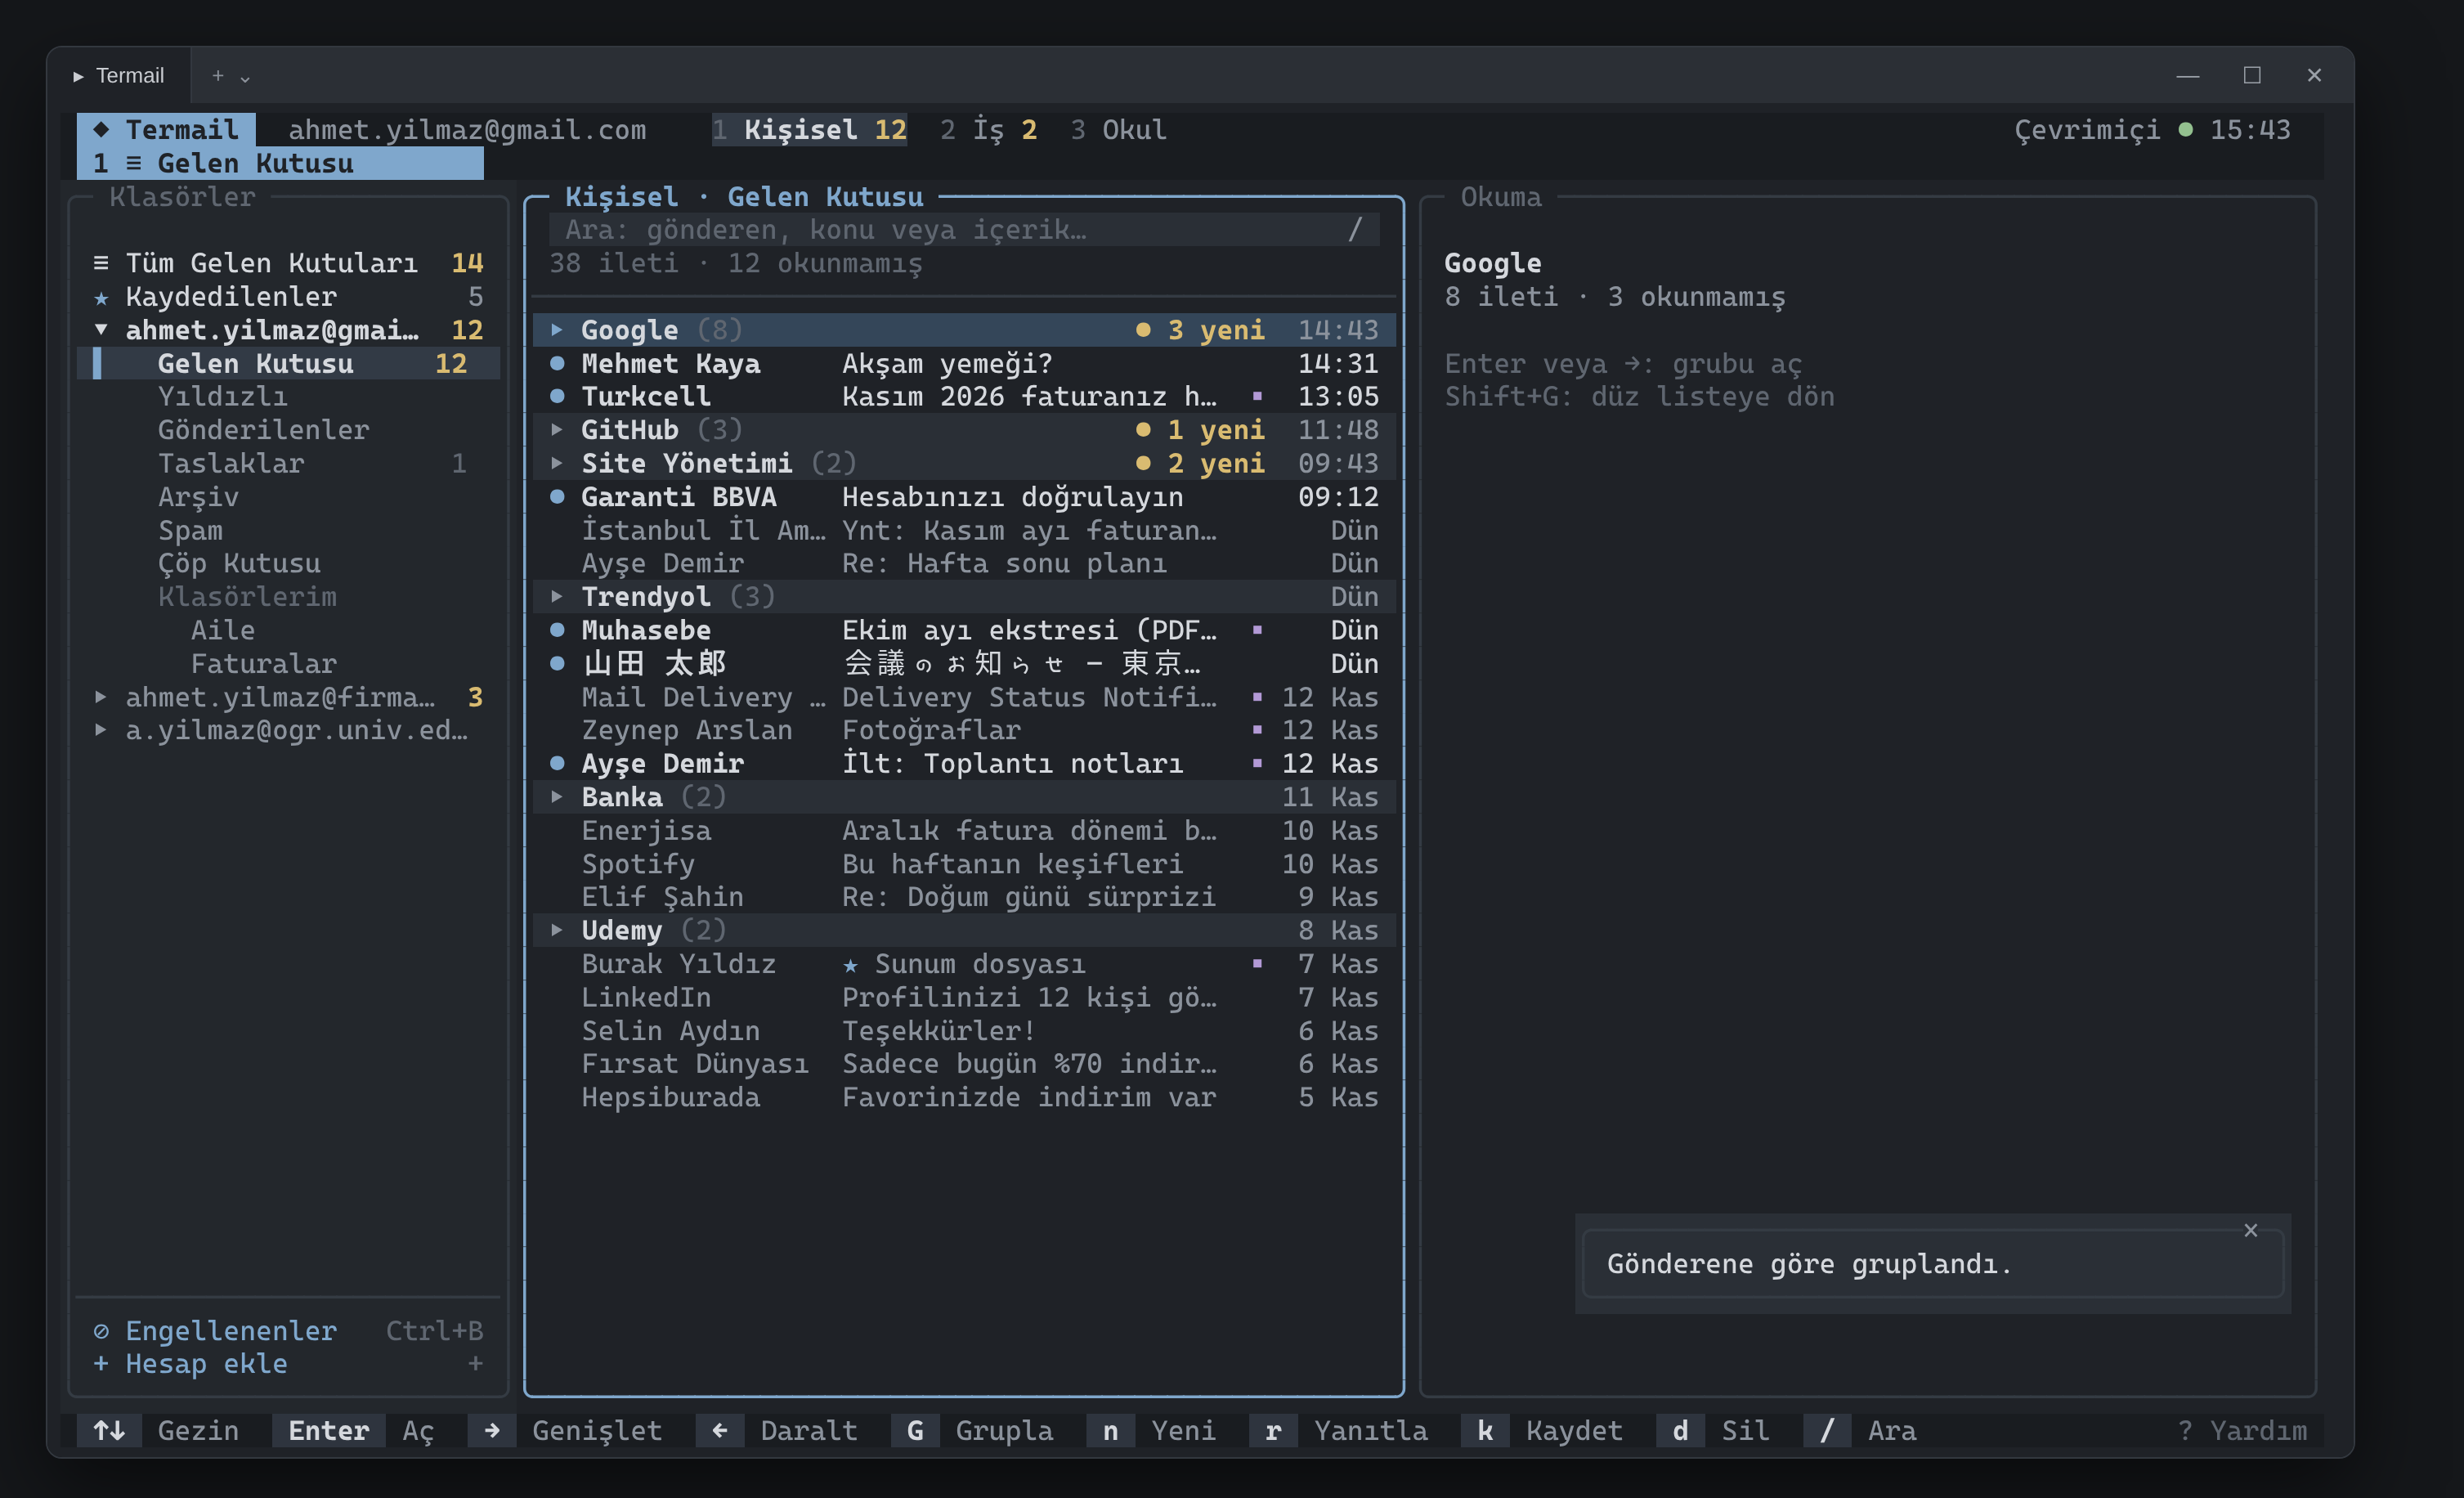 ▸ Termail + ⌄ — ☐ ✕
◆ Termail ahmet.yilmaz@gmail.com 1 Kişisel 12 2 İş 2 3 Okul Çevrimiçi ● 15:43
1 ≡ Gelen Kutusu
Klasörler
≡ Tüm Gelen Kutuları 14
★ Kaydedilenler 5
▼ ahmet.yilmaz@gmai… 12
Gelen Kutusu 12
Yıldızlı
Gönderilenler
Taslaklar 1
Arşiv
Spam
Çöp Kutusu
Klasörlerim
Aile
Faturalar
▶ ahmet.yilmaz@firma… 3
▶ a.yilmaz@ogr.univ.ed…
⊘ Engellenenler Ctrl+B
+ Hesap ekle +
Kişisel · Gelen Kutusu
Ara: gönderen, konu veya içerik… /
38 ileti · 12 okunmamış
▶ Google (8) ● 3 yeni 14:43
● Mehmet Kaya Akşam yemeği? 14:31
● Turkcell Kasım 2026 faturanız h… ▪ 13:05
▶ GitHub (3) ● 1 yeni 11:48
▶ Site Yönetimi (2) ● 2 yeni 09:43
● Garanti BBVA Hesabınızı doğrulayın 09:12
İstanbul İl Am… Ynt: Kasım ayı faturan… Dün
Ayşe Demir Re: Hafta sonu planı Dün
▶ Trendyol (3) Dün
● Muhasebe Ekim ayı ekstresi (PDF… ▪ Dün
● 山田 太郎 会議のお知らせ – 東京… Dün
Mail Delivery … Delivery Status Notifi… ▪ 12 Kas
Zeynep Arslan Fotoğraflar ▪ 12 Kas
● Ayşe Demir İlt: Toplantı notları ▪ 12 Kas
▶ Banka (2) 11 Kas
Enerjisa Aralık fatura dönemi b… 10 Kas
Spotify Bu haftanın keşifleri 10 Kas
Elif Şahin Re: Doğum günü sürprizi 9 Kas
▶ Udemy (2) 8 Kas
Burak Yıldız ★ Sunum dosyası ▪ 7 Kas
LinkedIn Profilinizi 12 kişi gö… 7 Kas
Selin Aydın Teşekkürler! 6 Kas
Fırsat Dünyası Sadece bugün %70 indir… 6 Kas
Hepsiburada Favorinizde indirim var 5 Kas
Okuma
Google
8 ileti · 3 okunmamış
Enter veya →: grubu aç
Shift+G: düz listeye dön
×
Gönderene göre gruplandı.
↑↓ Gezin Enter Aç → Genişlet ← Daralt G Grupla n Yeni r Yanıtla k Kaydet d Sil / Ara ? Yardım